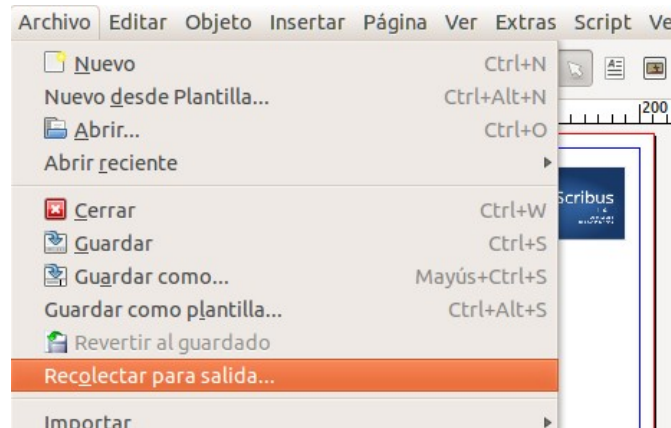 Archivo Editar Objeto Insertar Página Ver Extras Script Ve
Nuevo Ctrl+N
Nuevo desde Plantilla... Ctrl+Alt+N
Abrir... Ctrl+O
Abrir reciente
200
Cerrar Ctrl+W
Scribus
Guardar Ctrl+S
Guardar como... Mayús+Ctrl+S
Guardar como plantilla... Ctrl+Alt+S
Revertir al guardado
Recolectar para salida...
Importar